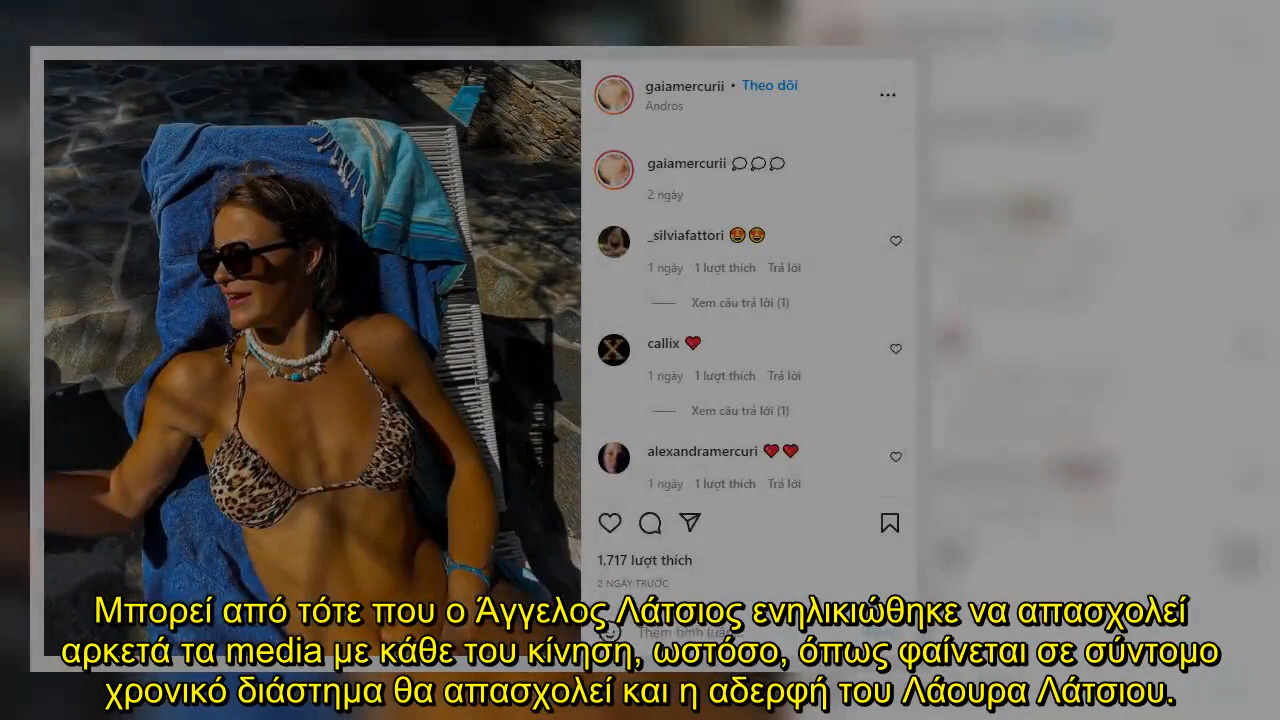 gaiamercurii • Theo dõi
Andros
gaiamercurii
2 ngày
_silviafattori
1 ngày 1 lượt thích Trả lời
Xem câu trả lời (1)
callix
1 ngày 1 lượt thích Trả lời
Xem câu trả lời (1)
alexandramercuri
1 ngày 1 lượt thích Trả lời
1,717 lượt thích
2 NGÀY TRƯỚC
Μπορεί από τότε που ο Άγγελος Λάτσιος ενηλικιώθηκε να απασχολεί
αρκετά τα media με κάθε του κίνηση, ωστόσο, όπως φαίνεται σε σύντομο
χρονικό διάστημα θα απασχολεί και η αδερφή του Λάουρα Λάτσιου.